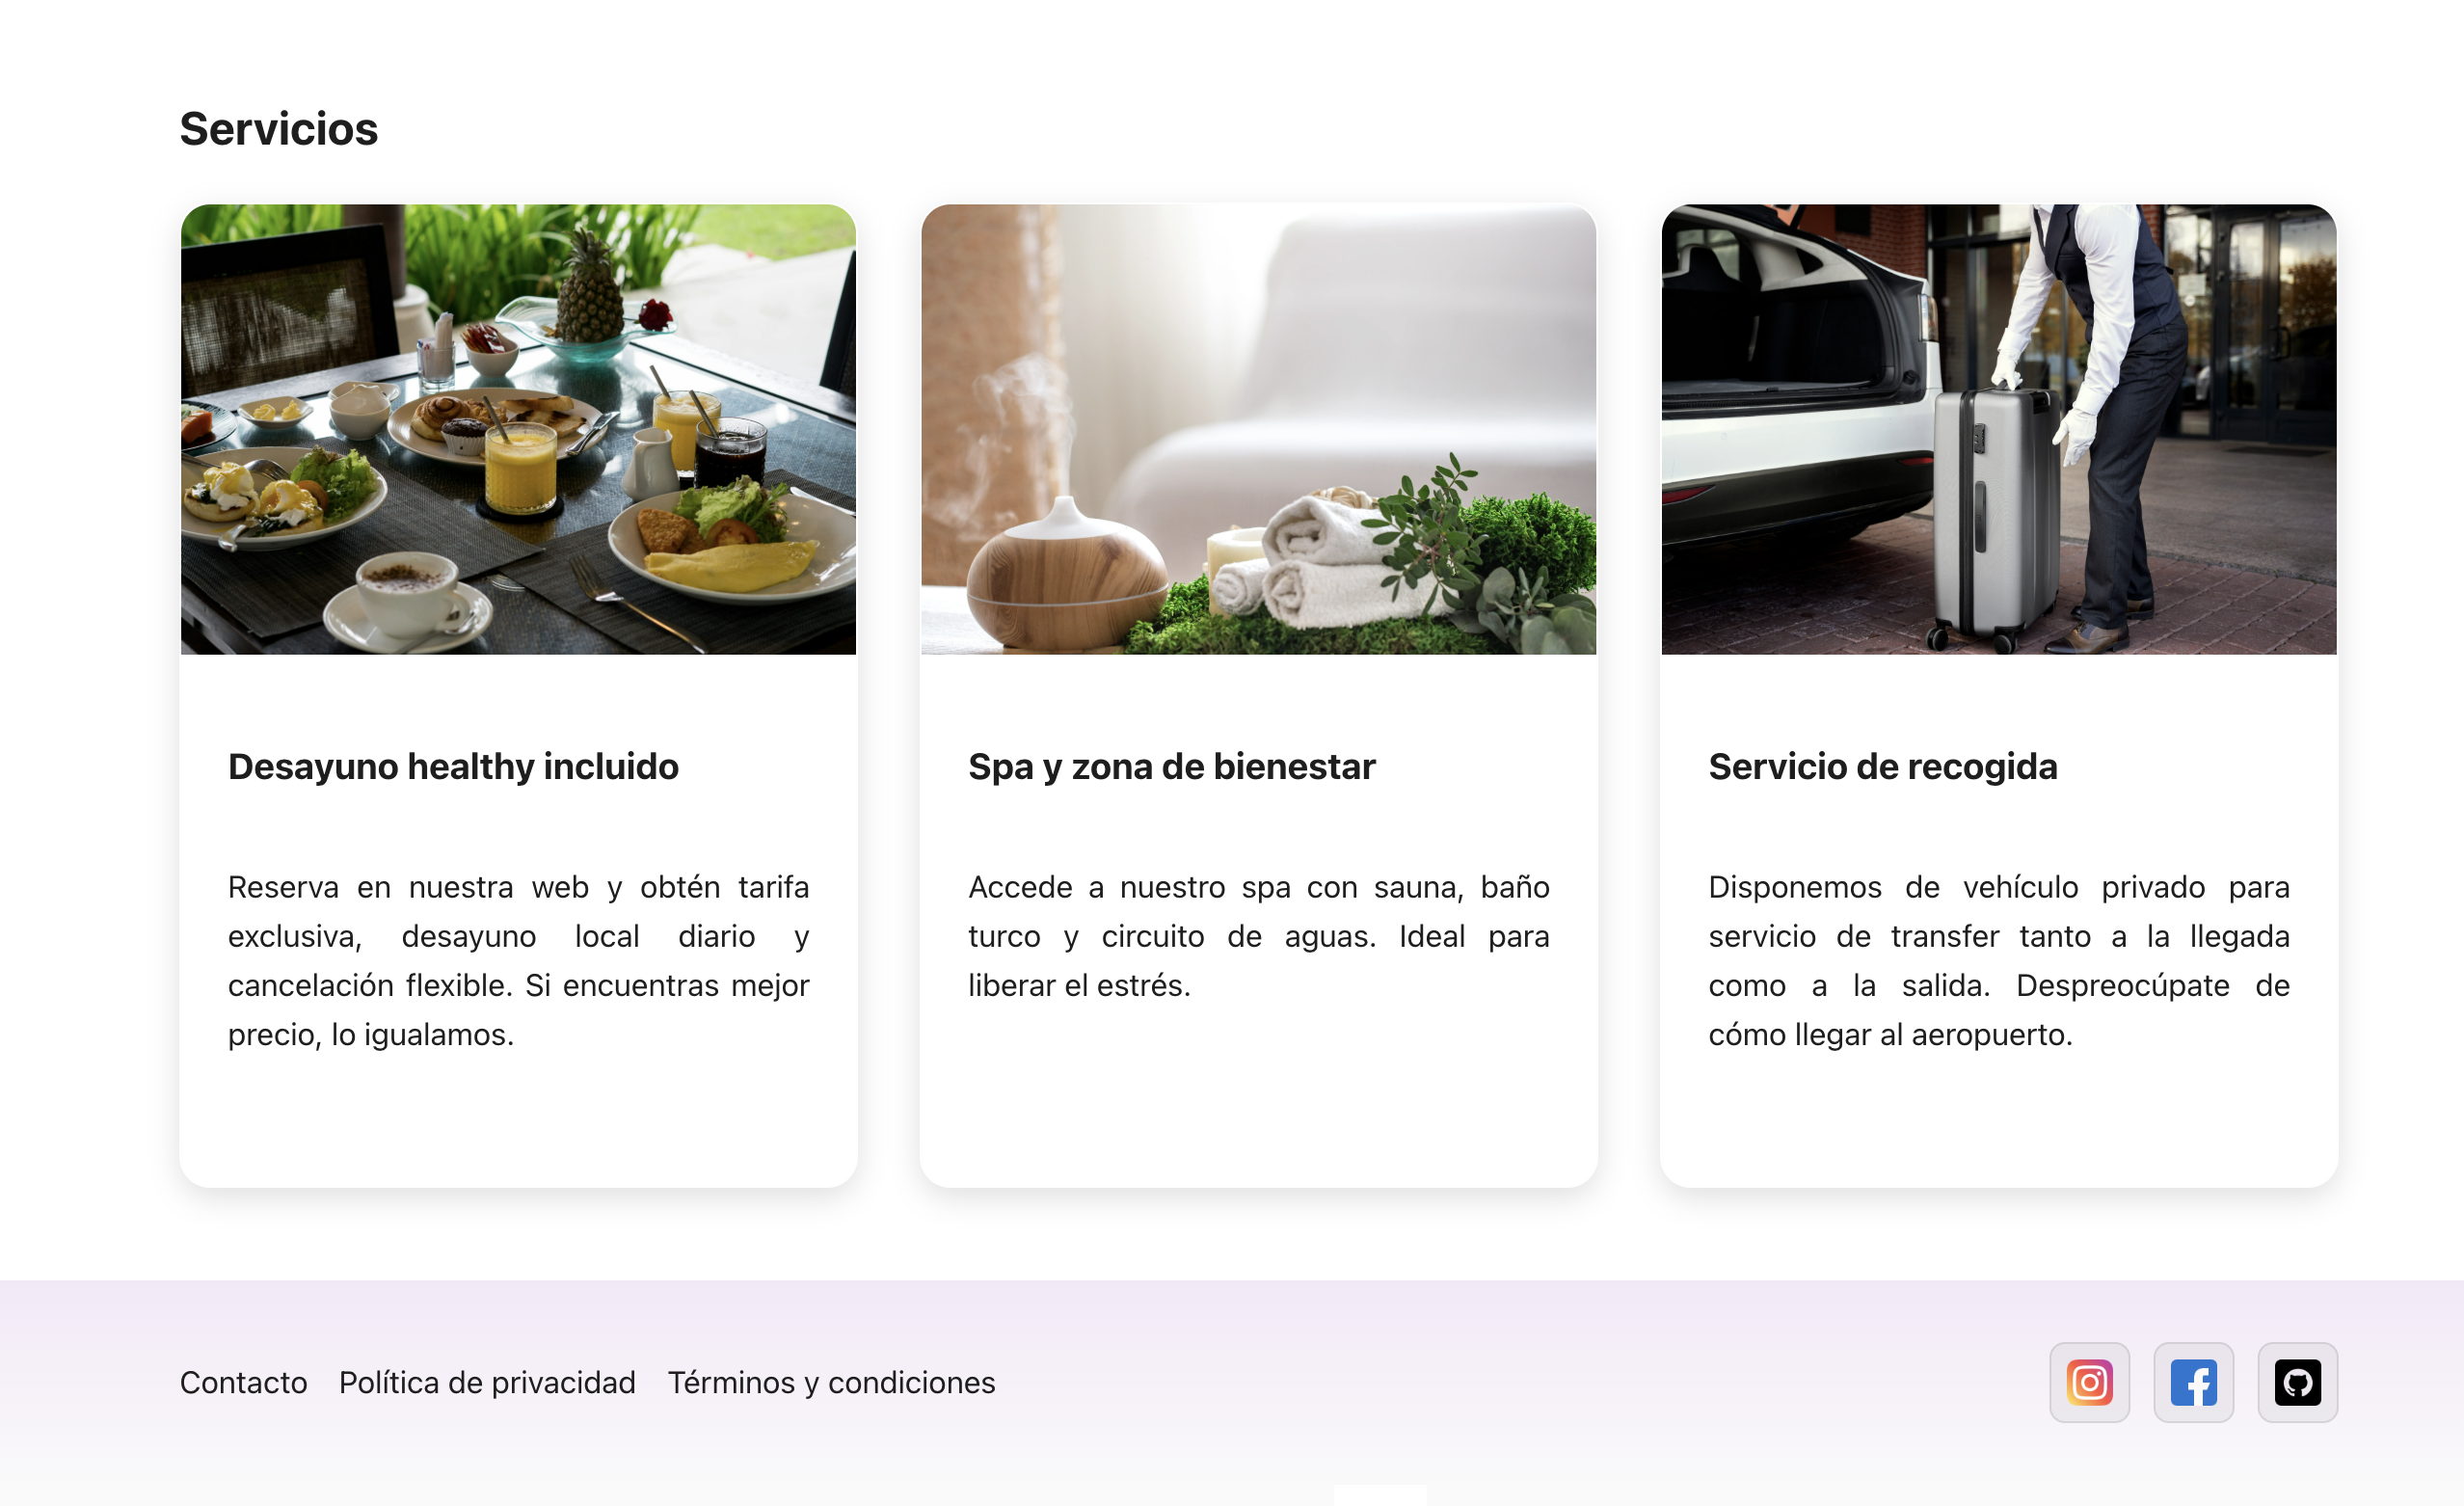 Servicios
Desayuno healthy incluido
Reserva en nuestra web y obtén tarifa
exclusiva, desayuno local diario y
cancelación flexible. Si encuentras mejor
precio, lo igualamos.
Spa y zona de bienestar
Accede a nuestro spa con sauna, baño
turco y circuito de aguas. Ideal para
liberar el estrés.
Servicio de recogida
Disponemos de vehículo privado para
servicio de transfer tanto a la llegada
como a la salida. Despreocúpate de
cómo llegar al aeropuerto.
Contacto Política de privacidad Términos y condiciones